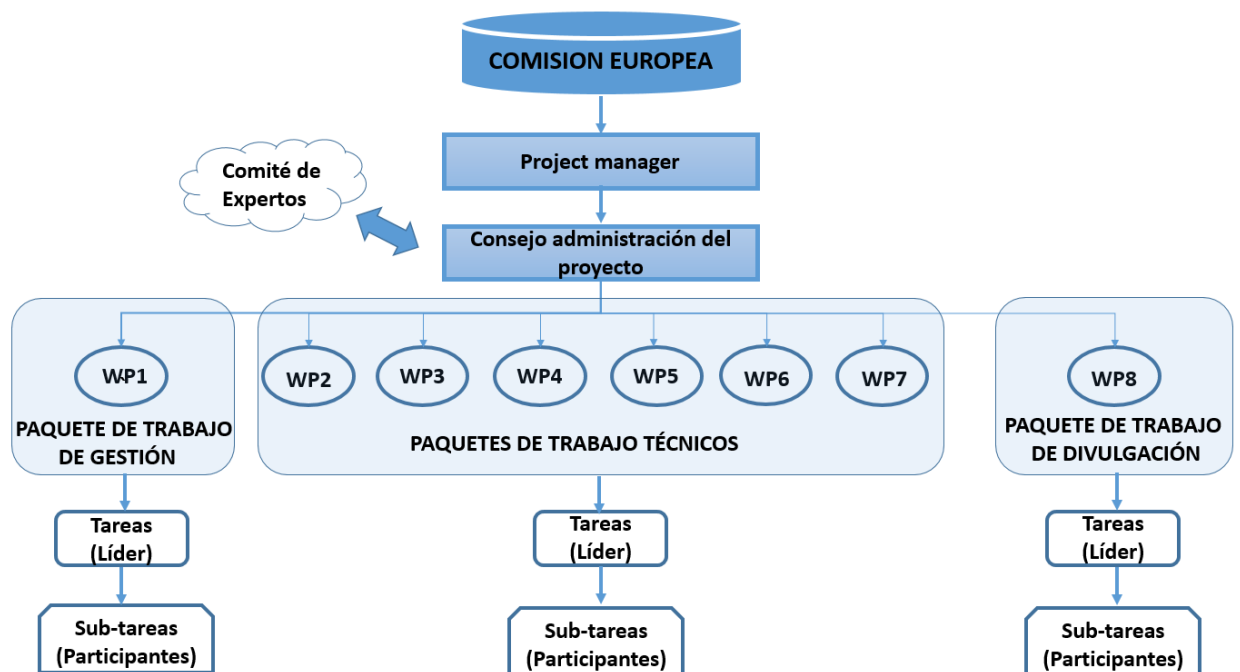 COMISION EUROPEA
Project manager
Comité de
Expertos
Consejo administración del
proyecto
WP1
WP2
WP3
WP4
WP5
WP6
WP7
WP8
PAQUETE DE TRABAJO
DE GESTIÓN
PAQUETES DE TRABAJO TÉCNICOS
PAQUETE DE TRABAJO
DE DIVULGACIÓN
Tareas
(Líder)
Tareas
(Líder)
Tareas
(Líder)
Sub-tareas
(Participantes)
Sub-tareas
(Participantes)
Sub-tareas
(Participantes)